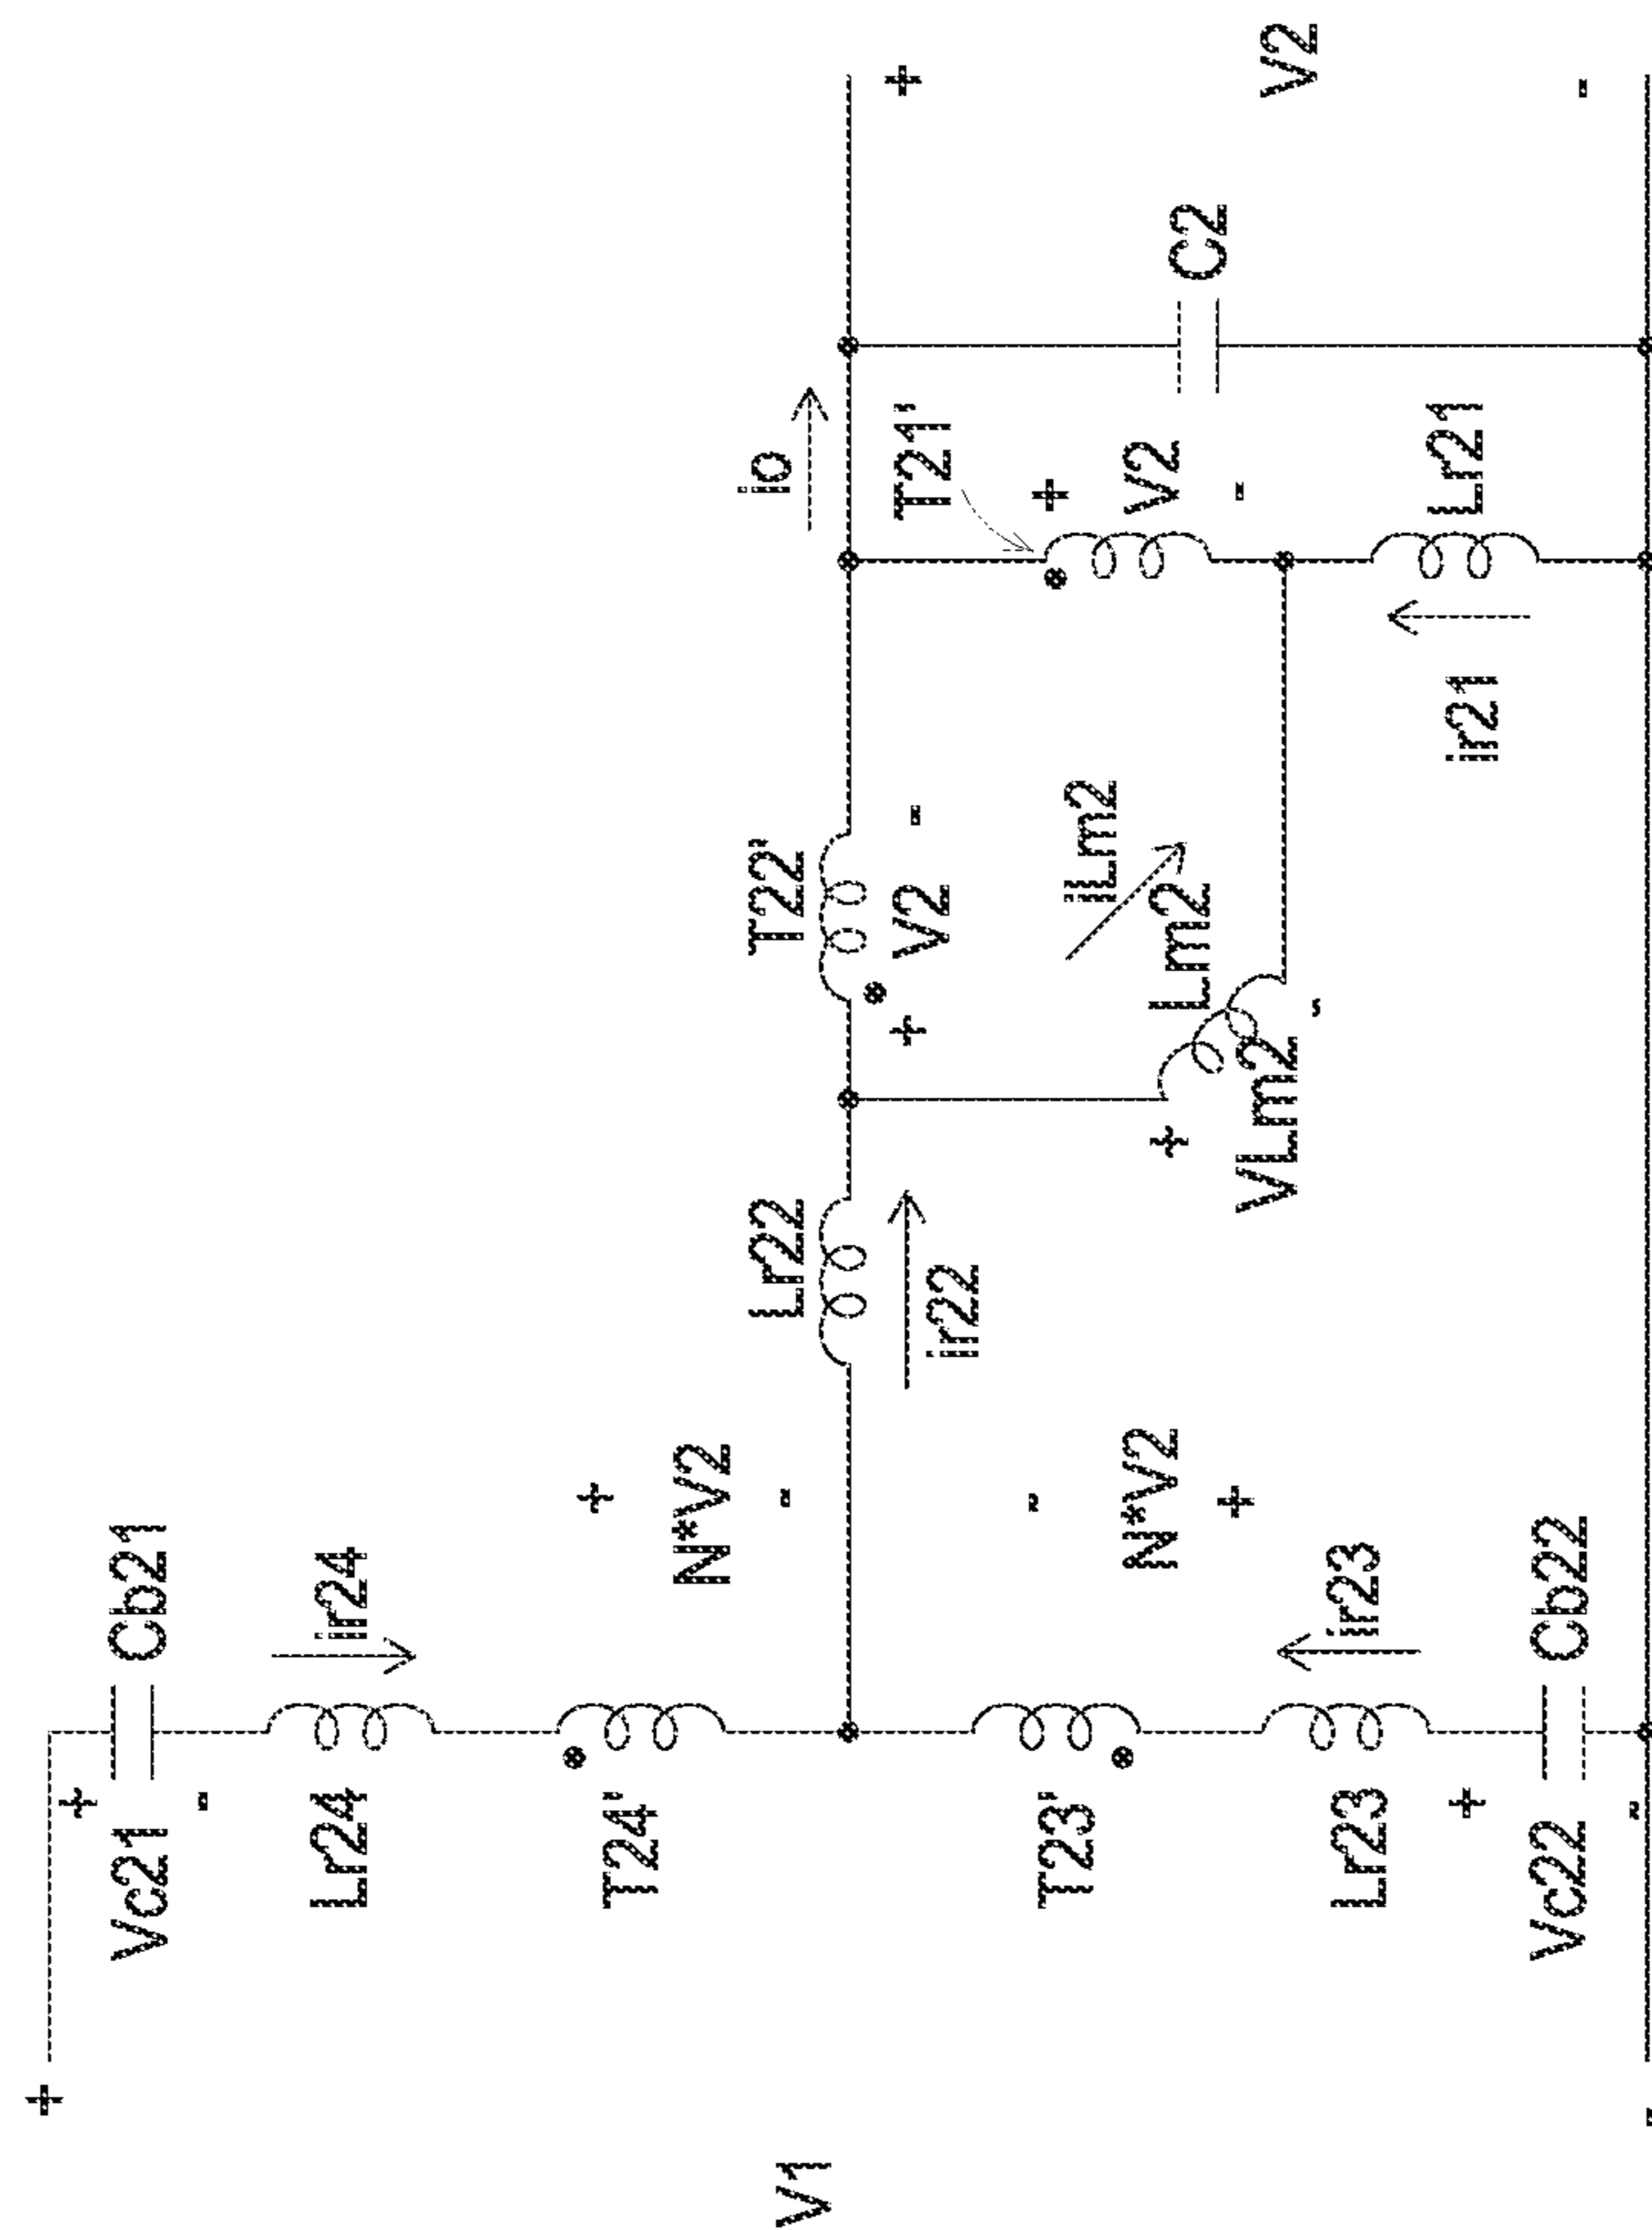 +
+
Vc21 Cb21
-
Lr24 ir24
+
T24'
N*V2
-
V1
Lr22 T22' io
+ V2 - T21' +
ir22
-
+
T23' iLm2
N*V2 V2
+ Lm2 C2
+ -
VLm2 V2
-
Lr23 ir23
Lr21
+
ir21
Vc22 Cb22
-
-
-